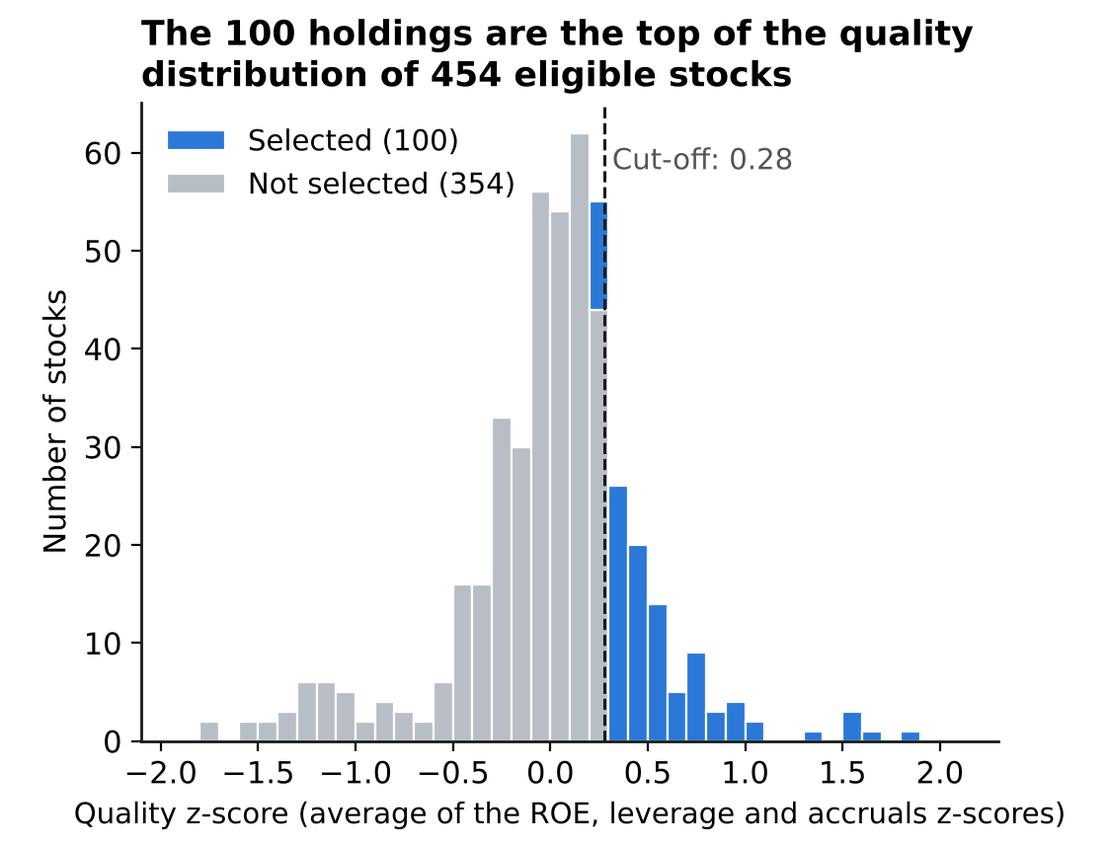 The 100 holdings are the top of the quality
distribution of 454 eligible stocks
Selected (100)
Not selected (354)
Cut-off: 0.28
Number of stocks
60
50
40
30
20
10
0
−2.0 −1.5 −1.0 −0.5 0.0 0.5 1.0 1.5 2.0
Quality z-score (average of the ROE, leverage and accruals z-scores)